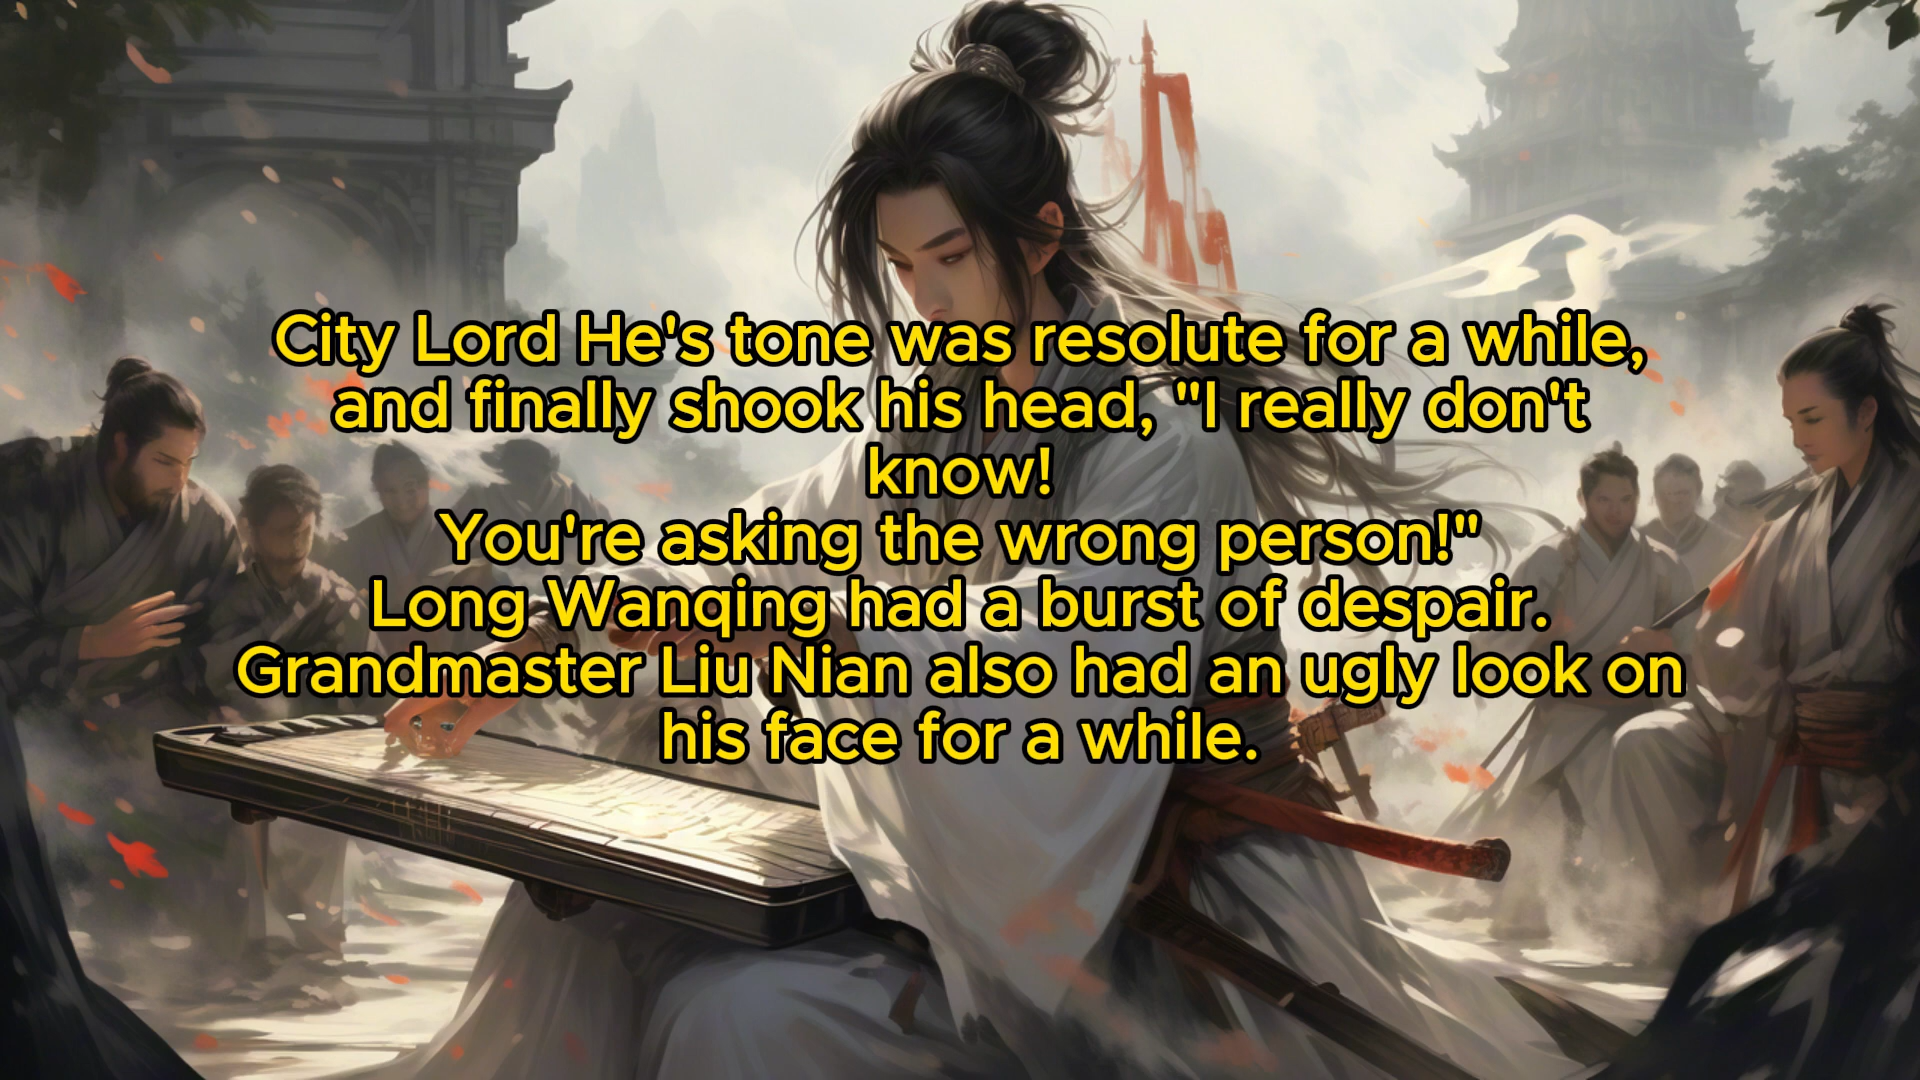 City Lord He's tone was resolute for a while,
and finally shook his head, "I really don't
know!
You're asking the wrong person!"
Long Wanqing had a burst of despair.
Grandmaster Liu Nian also had an ugly look on
his face for a while.